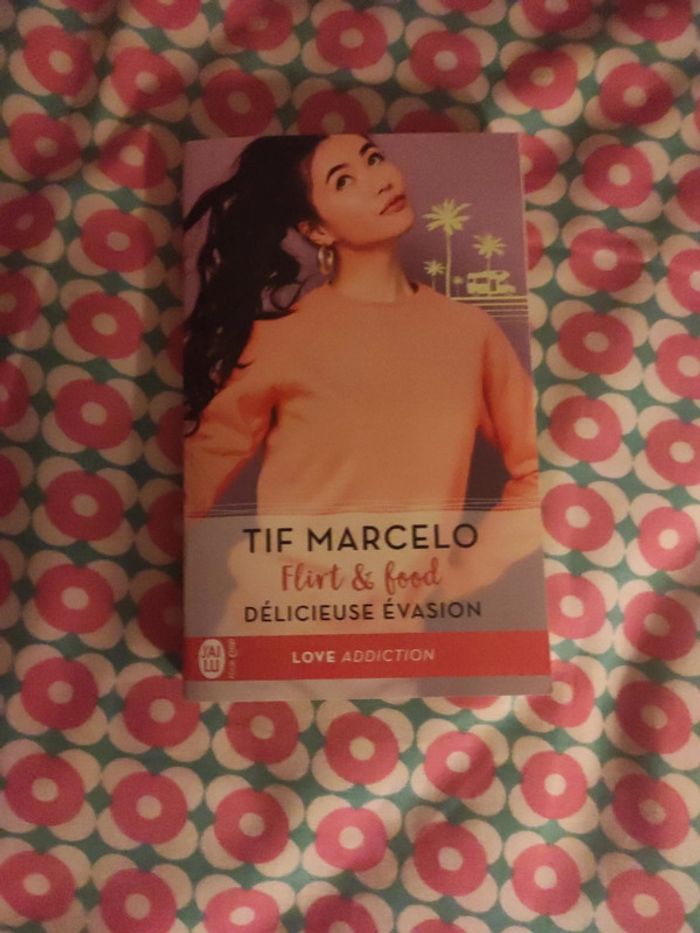 TIF MARCELO
Flirt & food
DÉLICIEUSE ÉVASION
LOVE ADDICTION
J'AI
LU